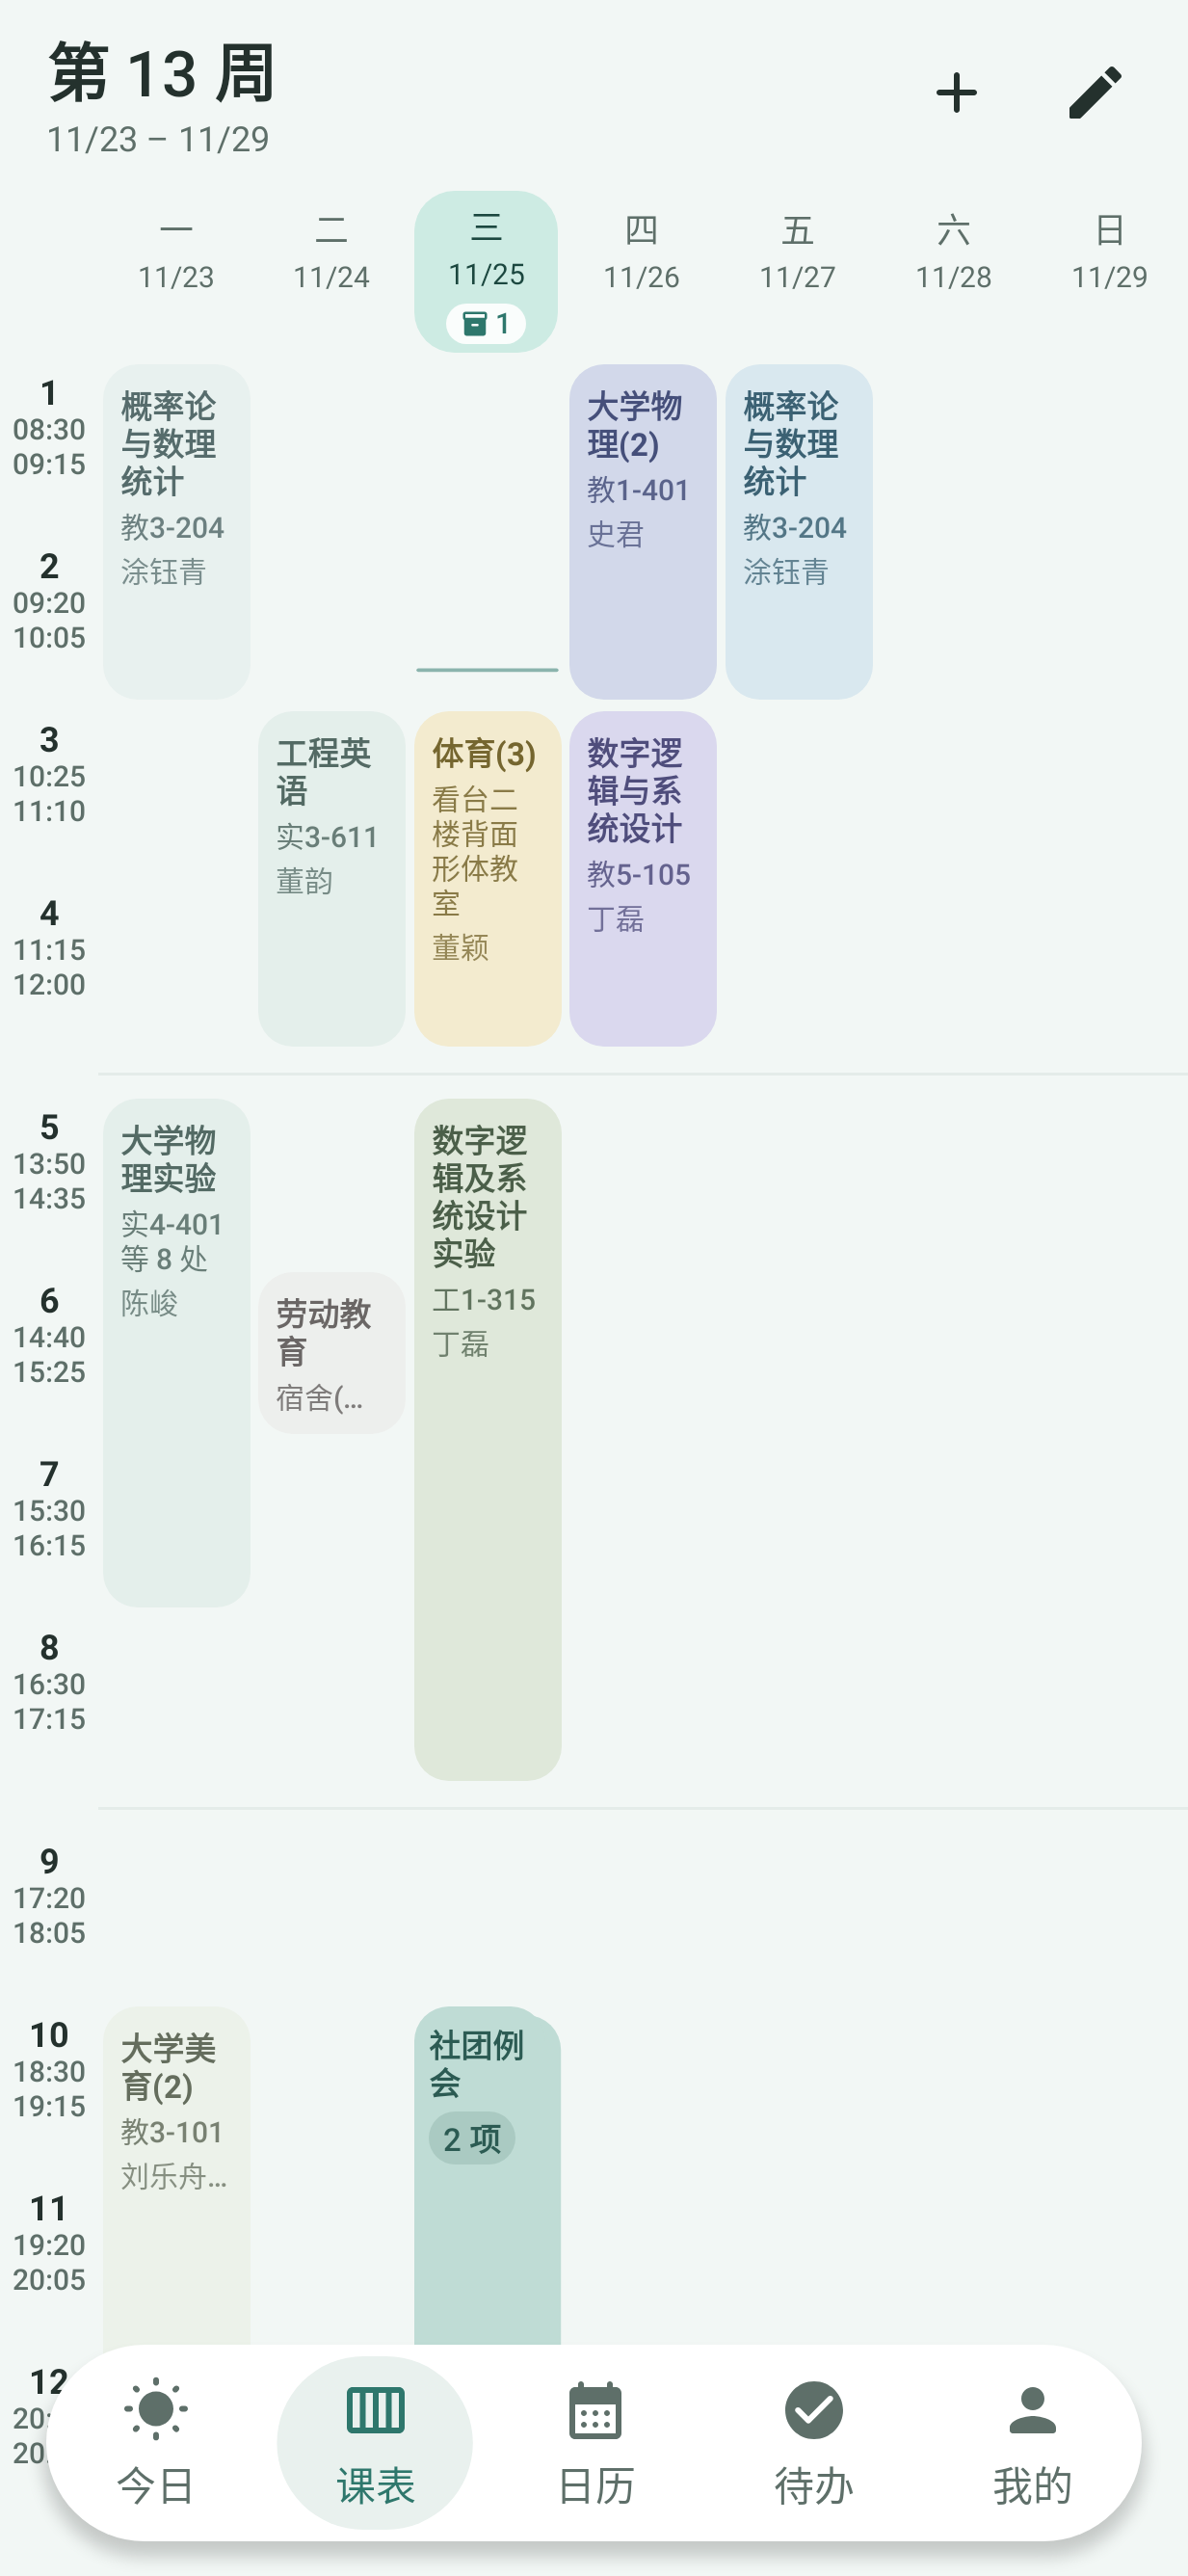 第 13 周
11/23 – 11/29
一
11/23
二
11/24
三
11/25
1
四
11/26
五
11/27
六
11/28
日
11/29
1
08:30
09:15
2
09:20
10:05
3
10:25
11:10
4
11:15
12:00
5
13:50
14:35
6
14:40
15:25
7
15:30
16:15
8
16:30
17:15
9
17:20
18:05
10
18:30
19:15
11
19:20
20:05
12
20:
20
概率论
与数理
统计
教3-204
涂钰青
大学物
理实验
实4-401
等 8 处
陈峻
大学美
育(2)
教3-101
刘乐舟…
工程英
语
实3-611
董韵
劳动教
育
宿舍(…
体育(3)
看台二
楼背面
形体教
室
董颖
数字逻
辑及系
统设计
实验
工1-315
丁磊
社团例
会
2 项
大学物
理(2)
教1-401
史君
数字逻
辑与系
统设计
教5-105
丁磊
概率论
与数理
统计
教3-204
涂钰青
今日
课表
日历
待办
我的